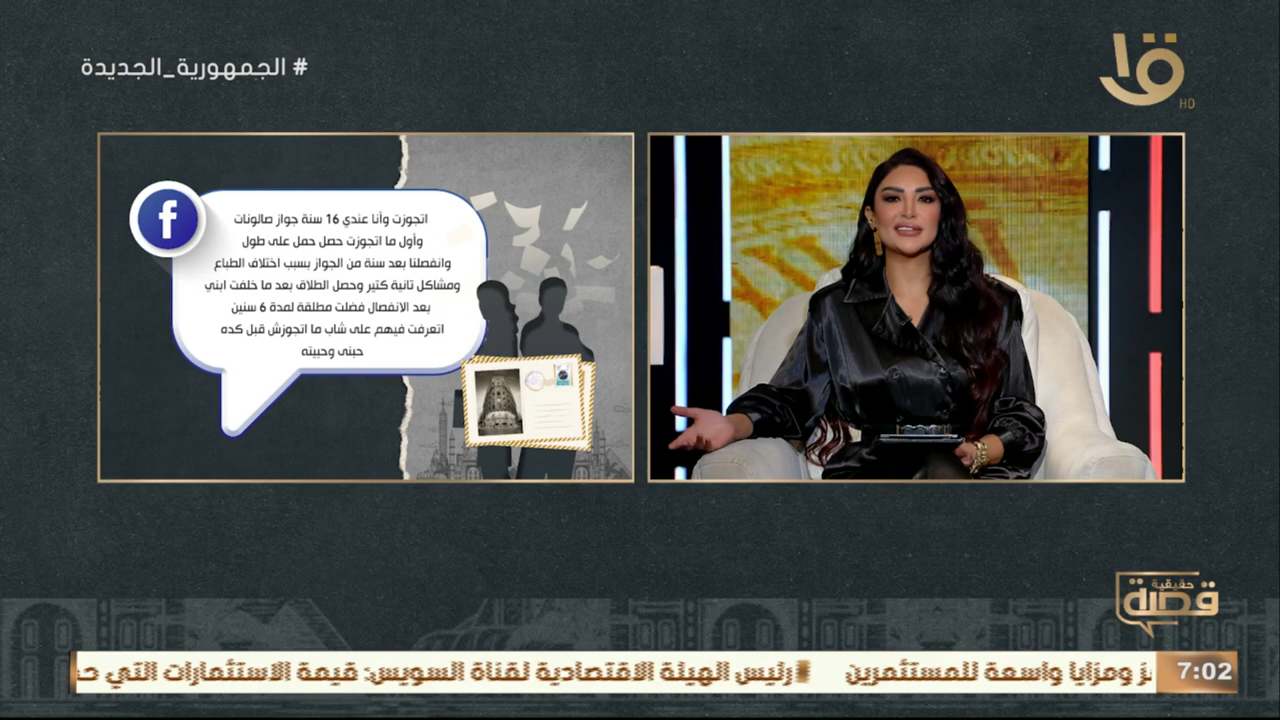 # الجمهورية_الجديدة
HD
f
اتجوزت وأنا عندي 16 سنة جواز صالونات
وأول ما اتجوزت حصل حمل على طول
وانفصلنا بعد سنة من الجواز بسبب اختلاف الطباع
ومشاكل تانية كتير وحصل الطلاق بعد ما خلفت ابني
بعد الانفصال فضلت مطلقة لمدة 6 سنين
اتعرفت فيهم على شاب ما اتجوزش قبل كده
حبنى وحبيته
قصة حقيقية
ومزايا واسعة للمستثمرين
رئيس الهيئة الاقتصادية لقناة السويس: قيمة الاستثمارات التي
7:02